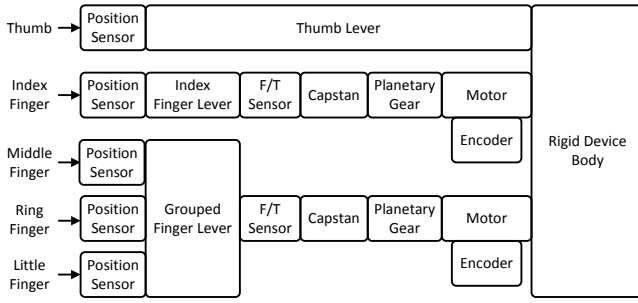 Thumb
Position
Sensor
Thumb Lever
Index
Finger
Position
Sensor
Index
Finger Lever
F/T
Sensor
Capstan
Planetary
Gear
Motor
Encoder
Rigid Device
Body
Middle
Finger
Position
Sensor
Ring
Finger
Position
Sensor
Grouped
Finger Lever
F/T
Sensor
Capstan
Planetary
Gear
Motor
Encoder
Little
Finger
Position
Sensor